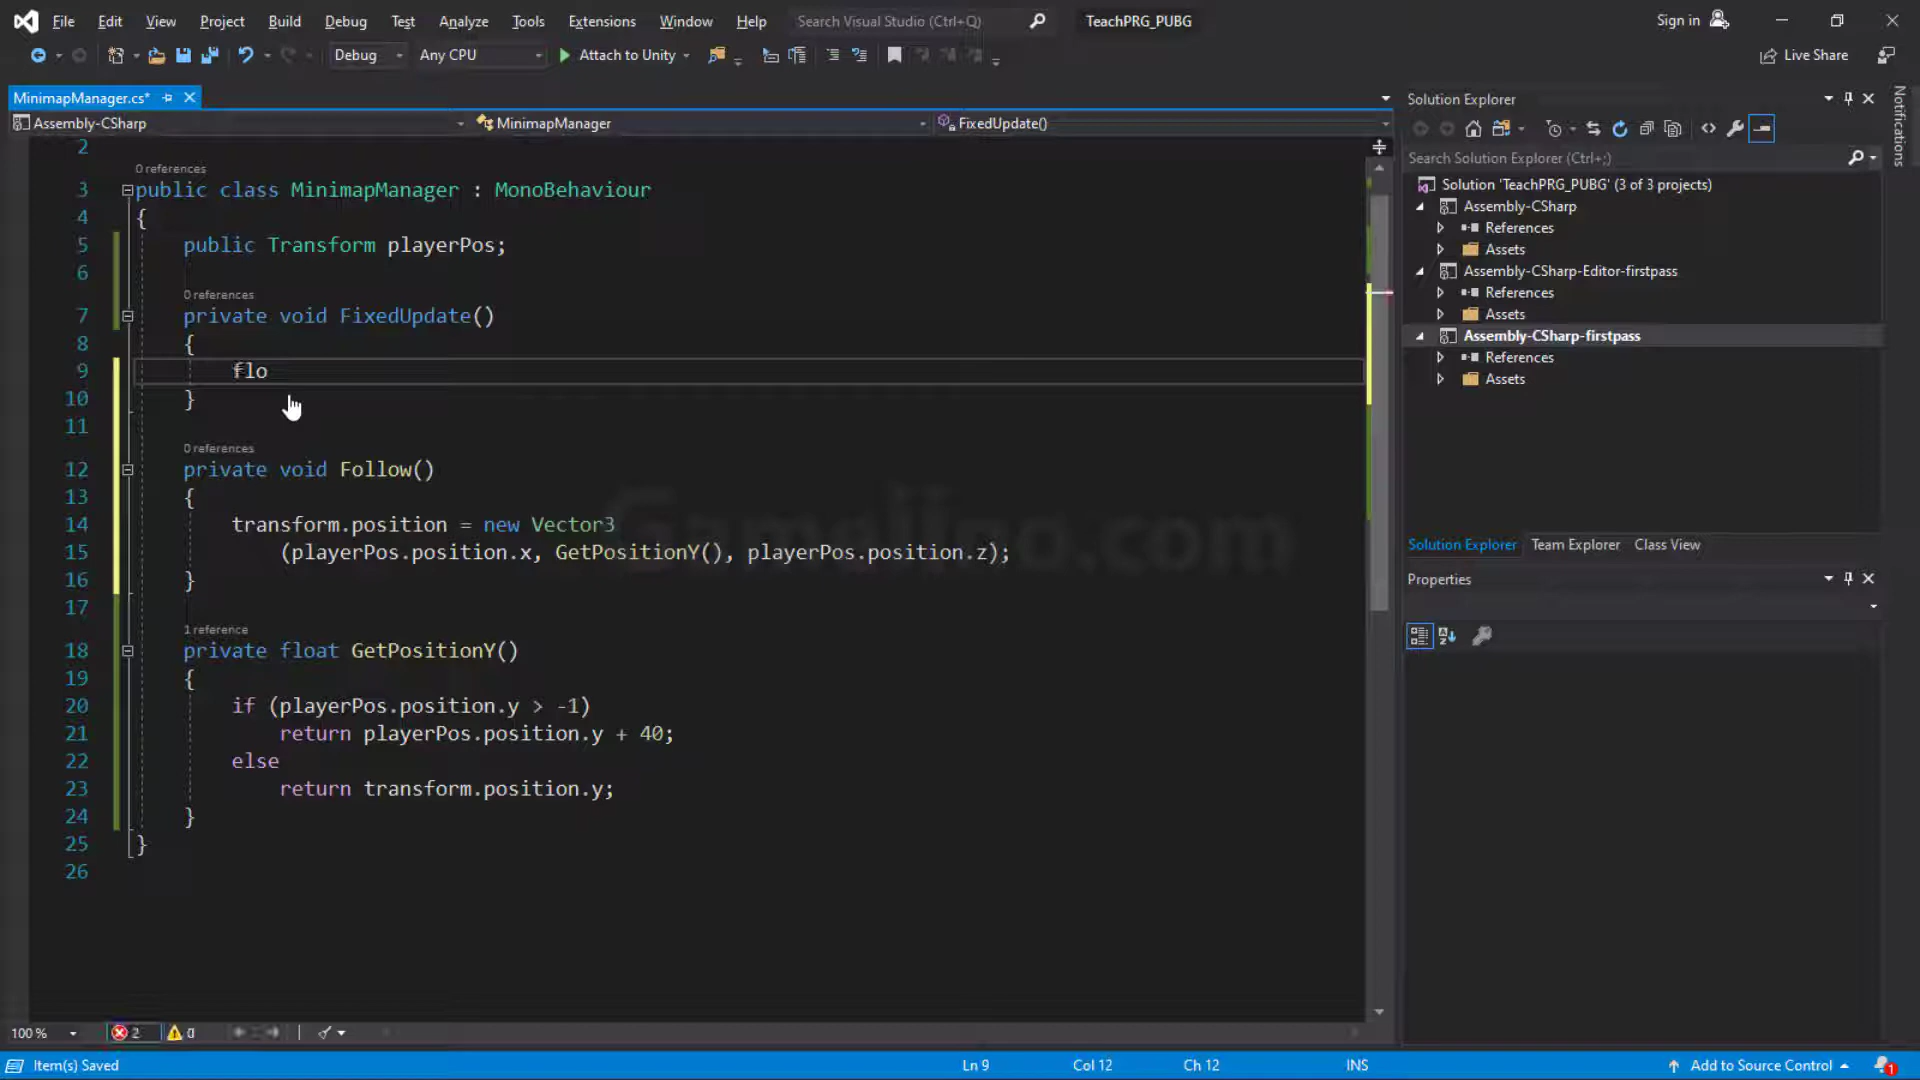 File Edit View Project Build Debug Test Analyze Tools Extensions Window Help Search Visual Studio (Ctrl+Q) TeachPRG_PUBG Sign in
Debug Any CPU Attach to Unity Live Share
MinimapManager.cs*
Assembly-CSharp MinimapManager FixedUpdate()
2
0 references
3 public class MinimapManager : MonoBehaviour
4 {
5 public Transform playerPos;
6
0 references
7 private void FixedUpdate()
8 {
9 flo
10 }
11
0 references
12 private void Follow()
13 {
14 transform.position = new Vector3
15 (playerPos.position.x, GetPositionY(), playerPos.position.z);
16 }
17
1 reference
18 private float GetPositionY()
19 {
20 if (playerPos.position.y > -1)
21 return playerPos.position.y + 40;
22 else
23 return transform.position.y;
24 }
25 }
26
100 % 2 0
Item(s) Saved Ln 9 Col 12 Ch 12 INS Add to Source Control 1
Solution Explorer
Search Solution Explorer (Ctrl+;)
Solution 'TeachPRG_PUBG' (3 of 3 projects)
Assembly-CSharp
References
Assets
Assembly-CSharp-Editor-firstpass
References
Assets
Assembly-CSharp-firstpass
References
Assets
Solution Explorer Team Explorer Class View
Properties
Notifications